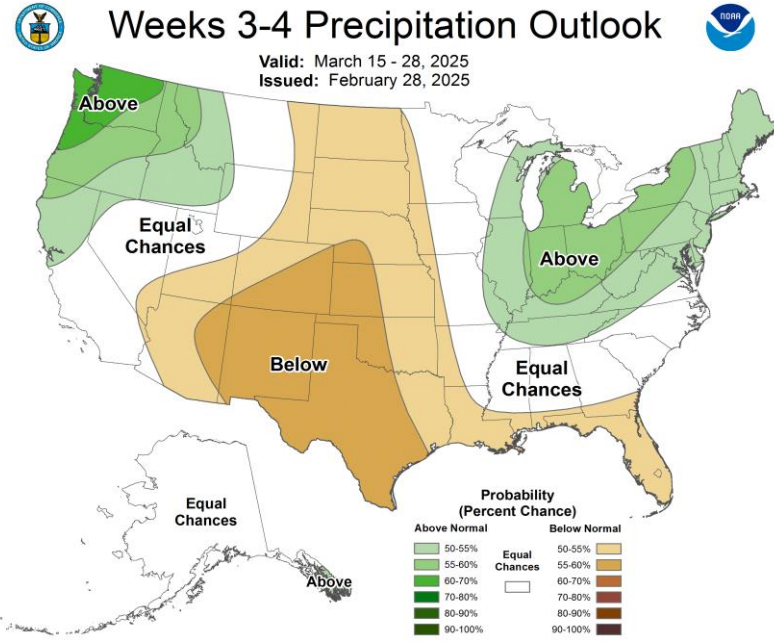 Weeks 3-4 Precipitation Outlook
NOAA
Valid: March 15 - 28, 2025
Issued: February 28, 2025
Above
Equal
Chances
Above
Below
Equal
Chances
Equal
Chances
Above
Probability
(Percent Chance)
Above Normal
Below Normal
Equal
Chances
50-55%
55-60%
60-70%
70-80%
80-90%
90-100%
50-55%
55-60%
60-70%
70-80%
80-90%
90-100%